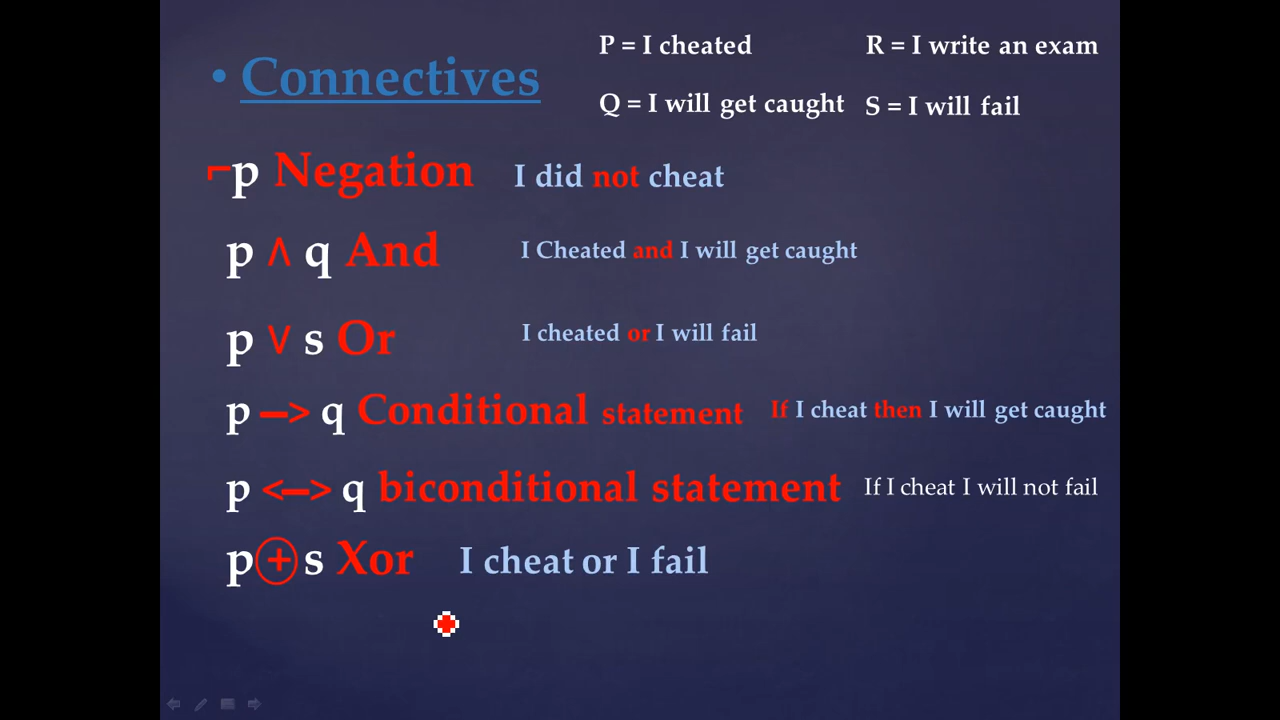 • Connectives
P = I cheated
R = I write an exam
Q = I will get caught
S = I will fail
¬p Negation I did not cheat
p ∧ q And I Cheated and I will get caught
p ∨ s Or I cheated or I will fail
p —> q Conditional statement If I cheat then I will get caught
p <—> q biconditional statement If I cheat I will not fail
p ⊕ s Xor I cheat or I fail